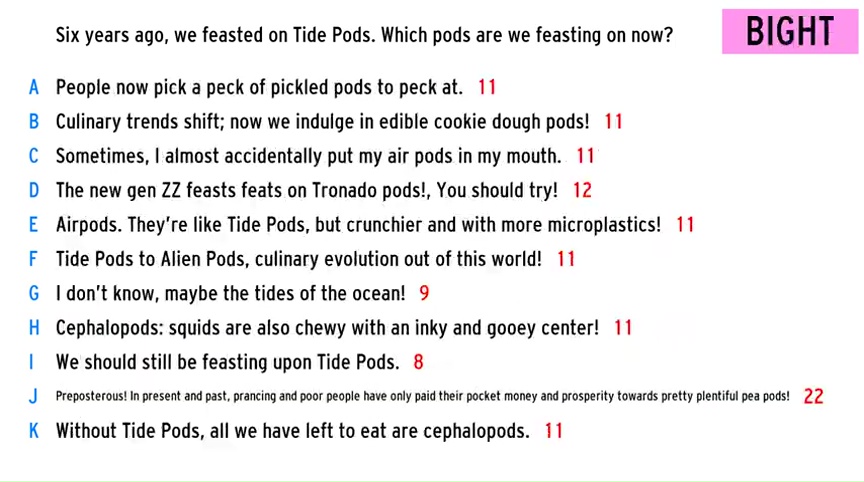 Six years ago, we feasted on Tide Pods. Which pods are we feasting on now?
BIGHT
A People now pick a peck of pickled pods to peck at. 11
B Culinary trends shift; now we indulge in edible cookie dough pods! 11
C Sometimes, I almost accidentally put my air pods in my mouth. 11
D The new gen ZZ feasts feats on Tronado pods!, You should try! 12
E Airpods. They're like Tide Pods, but crunchier and with more microplastics! 11
F Tide Pods to Alien Pods, culinary evolution out of this world! 11
G I don't know, maybe the tides of the ocean! 9
H Cephalopods: squids are also chewy with an inky and gooey center! 11
I We should still be feasting upon Tide Pods. 8
J Preposterous! In present and past, prancing and poor people have only paid their pocket money and prosperity towards pretty plentiful pea pods! 22
K Without Tide Pods, all we have left to eat are cephalopods. 11